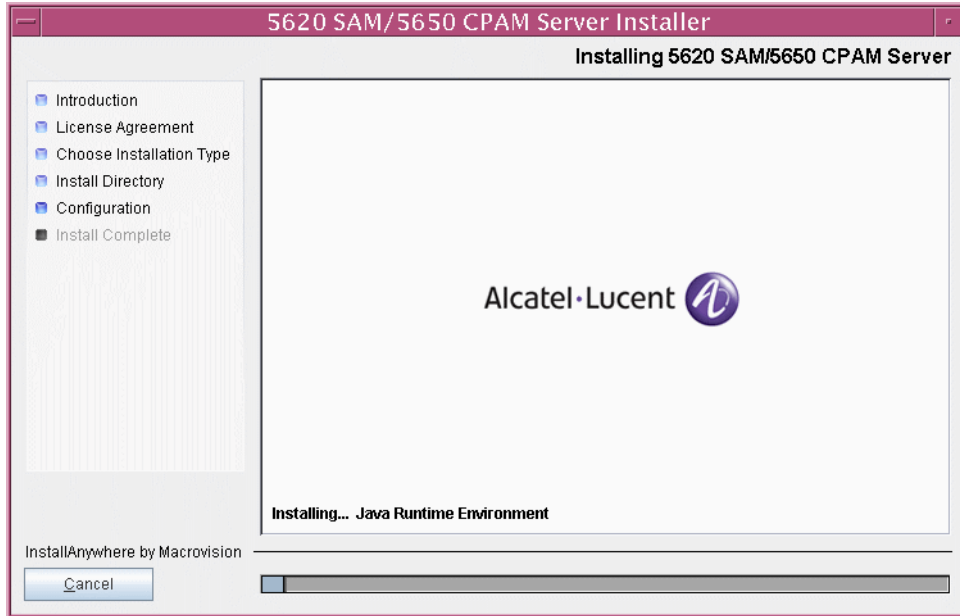 5620 SAM/5650 CPAM Server Installer
Installing 5620 SAM/5650 CPAM Server
Introduction
License Agreement
Choose Installation Type
Install Directory
Configuration
Install Complete
Alcatel·Lucent
Installing... Java Runtime Environment
InstallAnywhere by Macrovision
Cancel